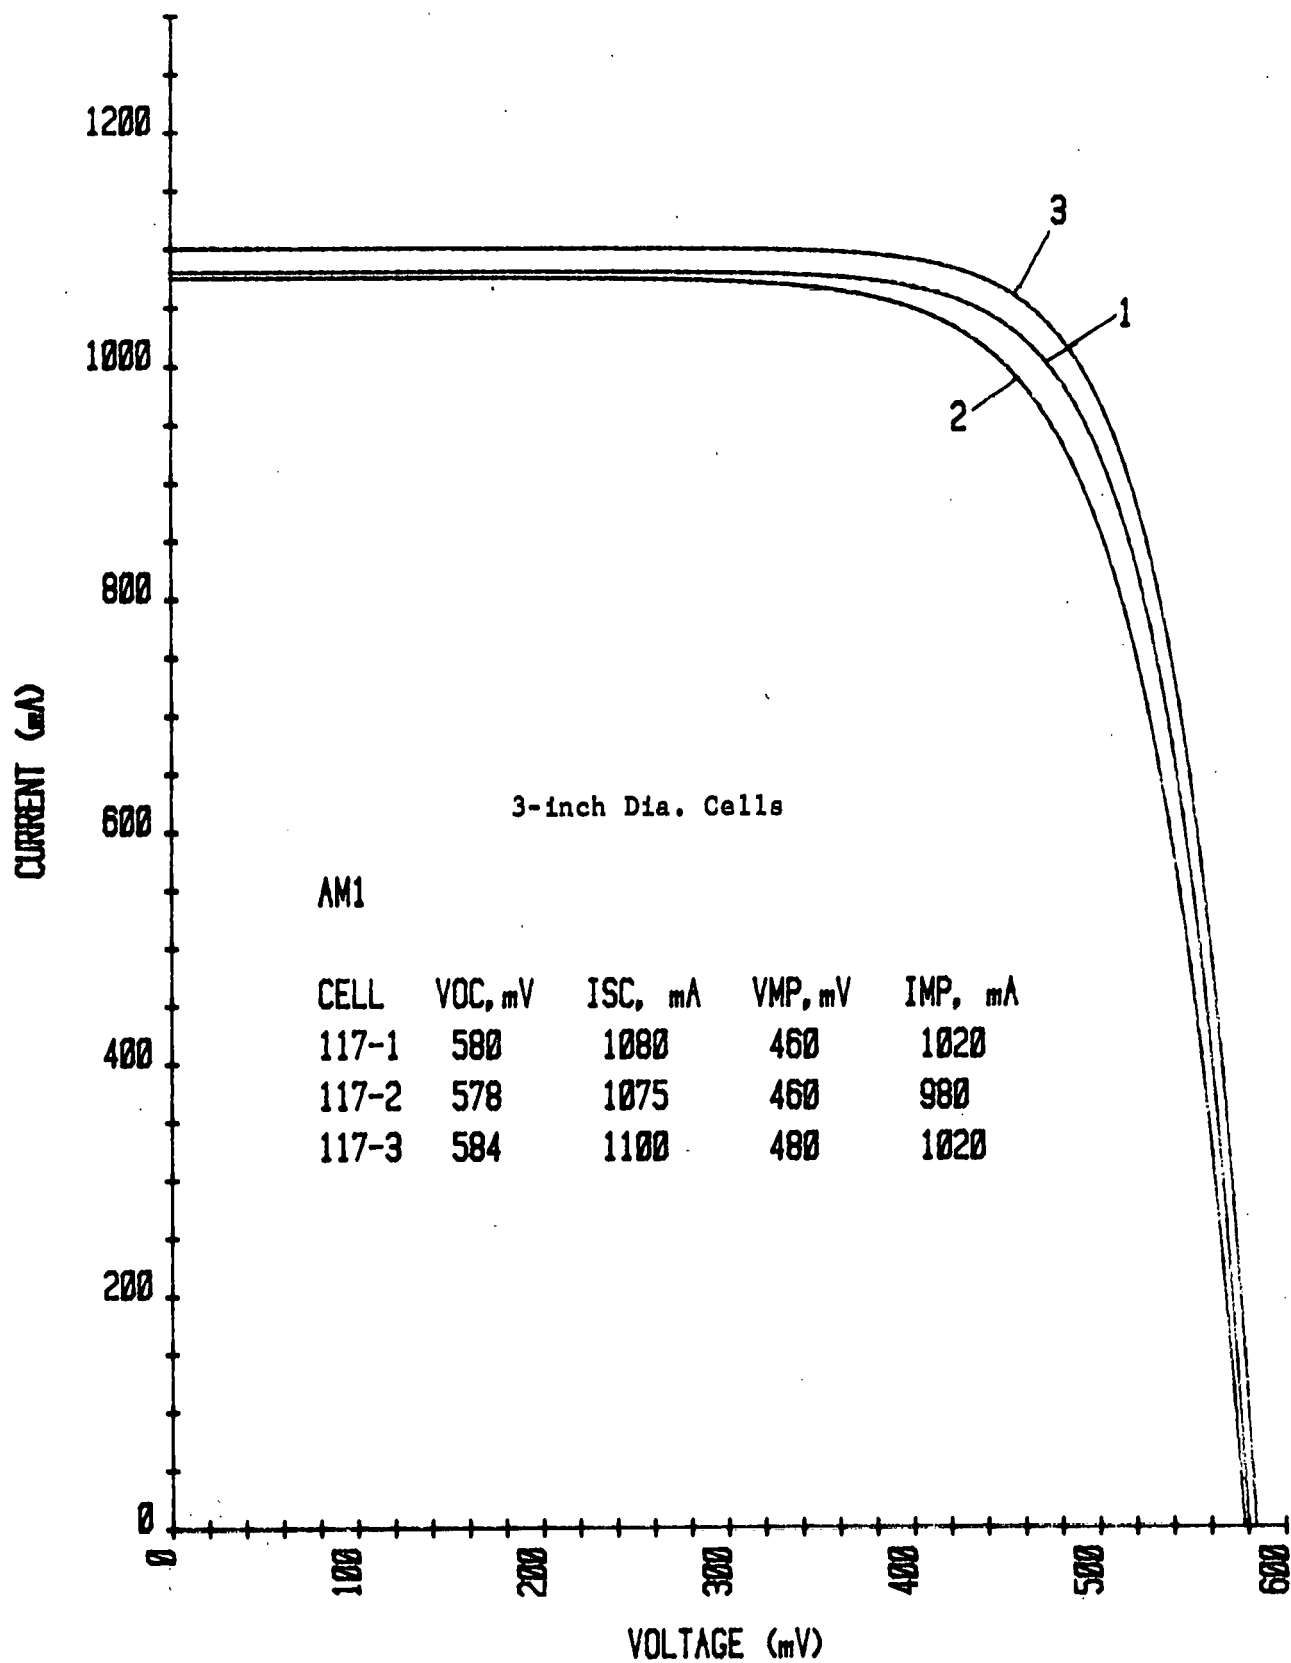 1200
1000
800
600
400
200
0
CURRENT (mA)
3
1
2
3-inch Dia. Cells
AM1
CELL VOC, mV ISC, mA VMP, mV IMP, mA
117-1 580 1080 460 1020
117-2 578 1075 460 980
117-3 584 1100 480 1020
0 100 200 300 400 500 600
VOLTAGE (mV)